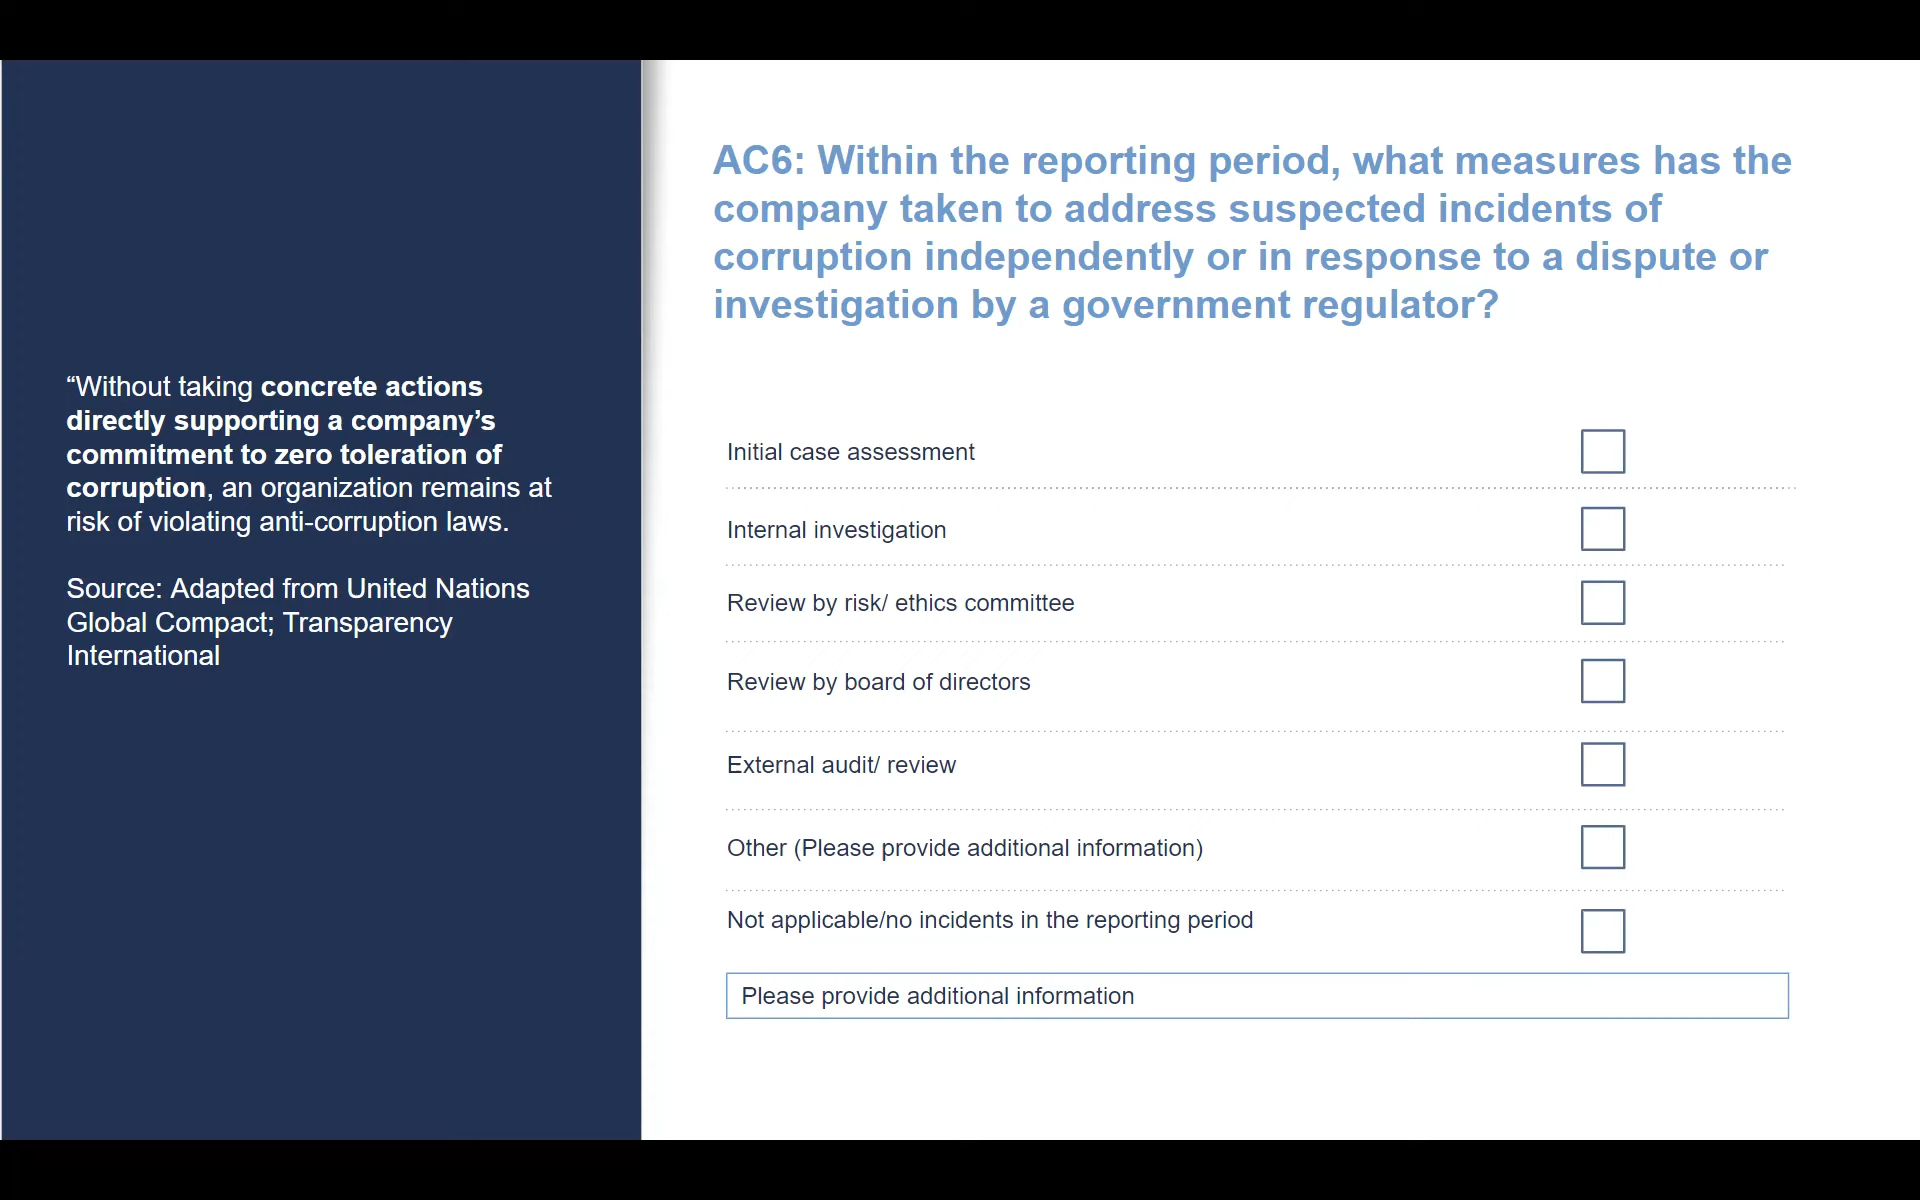 “Without taking concrete actions
directly supporting a company’s
commitment to zero toleration of
corruption, an organization remains at
risk of violating anti-corruption laws.
Source: Adapted from United Nations
Global Compact; Transparency
International
AC6: Within the reporting period, what measures has the
company taken to address suspected incidents of
corruption independently or in response to a dispute or
investigation by a government regulator?
Initial case assessment
Internal investigation
Review by risk/ ethics committee
Review by board of directors
External audit/ review
Other (Please provide additional information)
Not applicable/no incidents in the reporting period
Please provide additional information